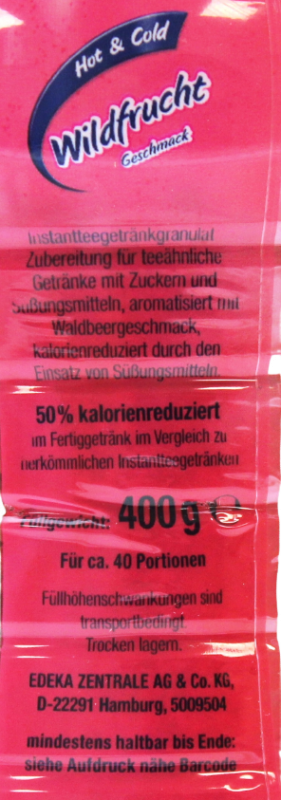 Hot & Cold
Wildfrucht
Geschmack
Instantteegetränkgranulat
Zubereitung für teeähnliche
Getränke mit Zuckern und
Süßungsmitteln, aromatisiert mit
Waldbeergeschmack,
kalorienreduziert durch den
Einsatz von Süßungsmitteln.
50% kalorienreduziert
im Fertiggetränk im Vergleich zu
herkömmlichen Instantteegetränken
Füllgewicht: 400 g ℮
Für ca. 40 Portionen
Füllhöhenschwankungen sind
transportbedingt.
Trocken lagern.
EDEKA ZENTRALE AG & Co. KG,
D-22291 Hamburg, 5009504
mindestens haltbar bis Ende:
siehe Aufdruck nähe Barcode